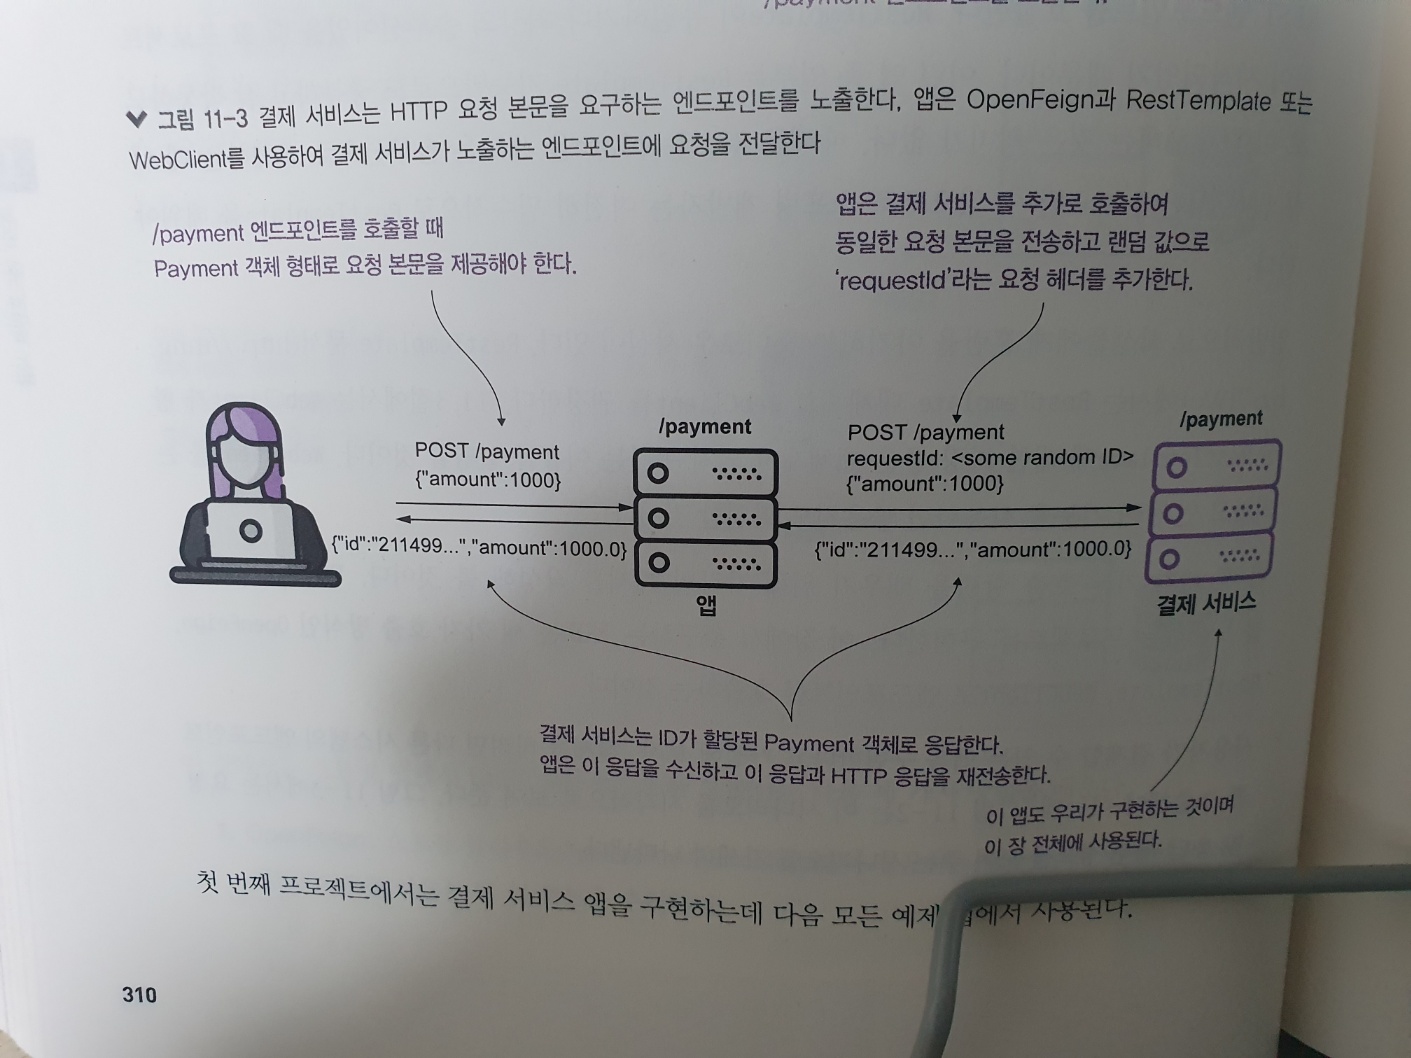 /payment
그림 11-3 결제 서비스는 HTTP 요청 본문을 요구하는 엔드포인트를 노출한다, 앱은 OpenFeign과 RestTemplate 또는
WebClient를 사용하여 결제 서비스가 노출하는 엔드포인트에 요청을 전달한다
/payment 엔드포인트를 호출할 때
Payment 객체 형태로 요청 본문을 제공해야 한다.
앱은 결제 서비스를 추가로 호출하여
동일한 요청 본문을 전송하고 랜덤 값으로
‘requestId’라는 요청 헤더를 추가한다.
POST /payment
{"amount":1000}
{"id":"211499...","amount":1000.0}
/payment
앱
POST /payment
requestId: <some random ID>
{"amount":1000}
{"id":"211499...","amount":1000.0}
/payment
결제 서비스
결제 서비스는 ID가 할당된 Payment 객체로 응답한다.
앱은 이 응답을 수신하고 이 응답과 HTTP 응답을 재전송한다.
이 앱도 우리가 구현하는 것이며
이 장 전체에 사용된다.
첫 번째 프로젝트에서는 결제 서비스 앱을 구현하는데 다음 모든 예제 사용된다.
310